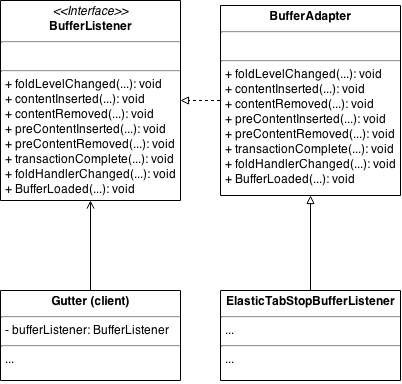 <<Interface>>
BufferListener
+ foldLevelChanged(...): void
+ contentInserted(...): void
+ contentRemoved(...): void
+ preContentInserted(...): void
+ preContentRemoved(...): void
+ transactionComplete(...): void
+ foldHandlerChanged(...): void
+ BufferLoaded(...): void
BufferAdapter
+ foldLevelChanged(...): void
+ contentInserted(...): void
+ contentRemoved(...): void
+ preContentInserted(...): void
+ preContentRemoved(...): void
+ transactionComplete(...): void
+ foldHandlerChanged(...): void
+ BufferLoaded(...): void
Gutter (client)
- bufferListener: BufferListener
...
ElasticTabStopBufferListener
...
...